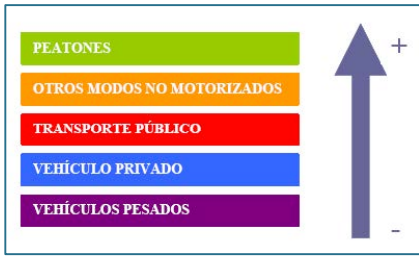 PEATONES
+
OTROS MODOS NO MOTORIZADOS
TRANSPORTE PÚBLICO
VEHÍCULO PRIVADO
VEHÍCULOS PESADOS
-